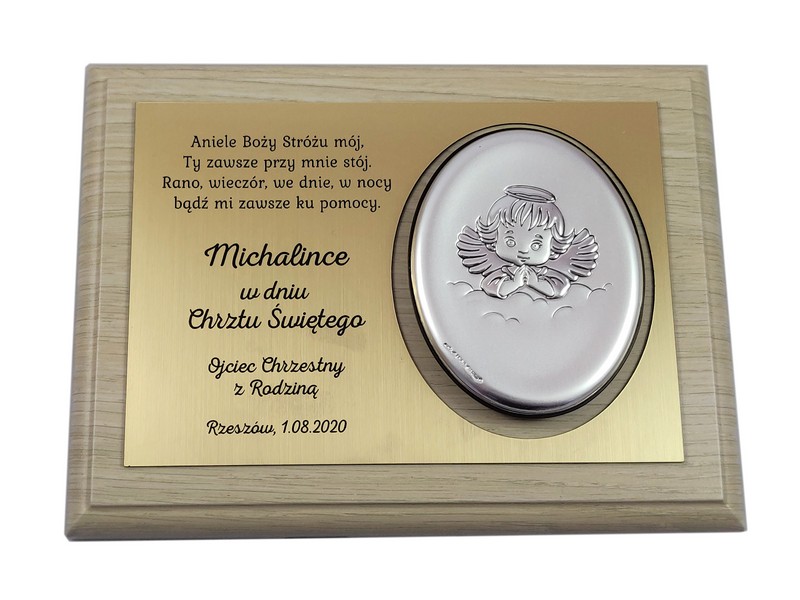 Aniele Boży Stróżu mój,
Ty zawsze przy mnie stój.
Rano, wieczór, we dnie, w nocy
bądź mi zawsze ku pomocy.
Michalince
w dniu
Chrztu Świętego
Ojciec Chrzestny
z Rodziną
Rzeszów, 1.08.2020